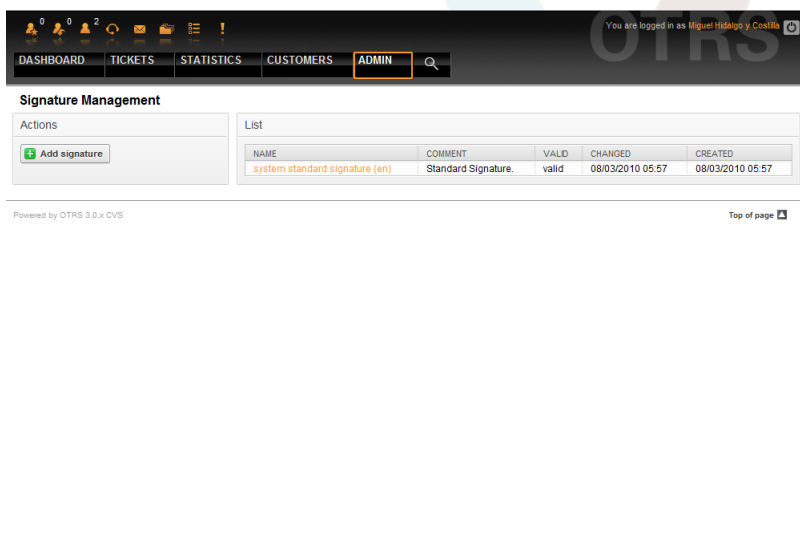 0 0 2
You are logged in as Miguel Hidalgo y Costilla
OTRS
DASHBOARD TICKETS STATISTICS CUSTOMERS ADMIN
Signature Management
Actions
Add signature
List
NAME COMMENT VALID CHANGED CREATED
system standard signature (en) Standard Signature. valid 08/03/2010 05:57 08/03/2010 05:57
Powered by OTRS 3.0.x CVS
Top of page